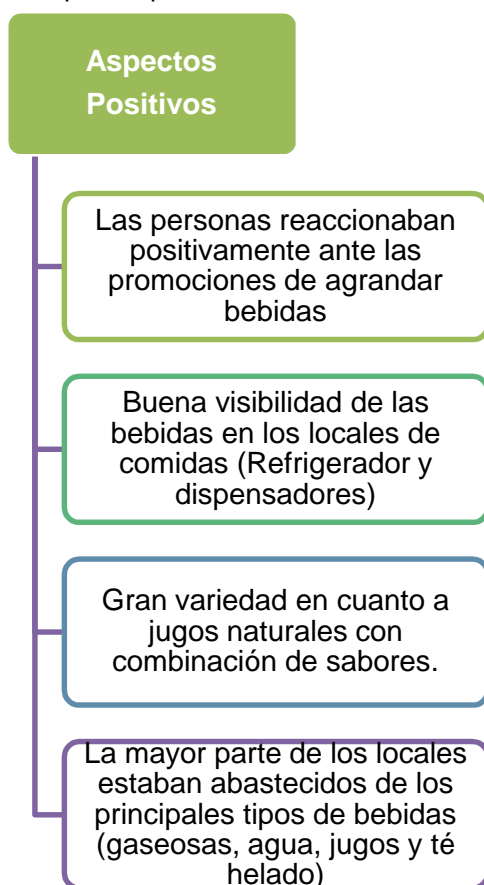 Aspectos
Positivos
Las personas reaccionaban
positivamente ante las
promociones de agrandar
bebidas
Buena visibilidad de las
bebidas en los locales de
comidas (Refrigerador y
dispensadores)
Gran variedad en cuanto a
jugos naturales con
combinación de sabores.
La mayor parte de los locales
estaban abastecidos de los
principales tipos de bebidas
(gaseosas, agua, jugos y té
helado)